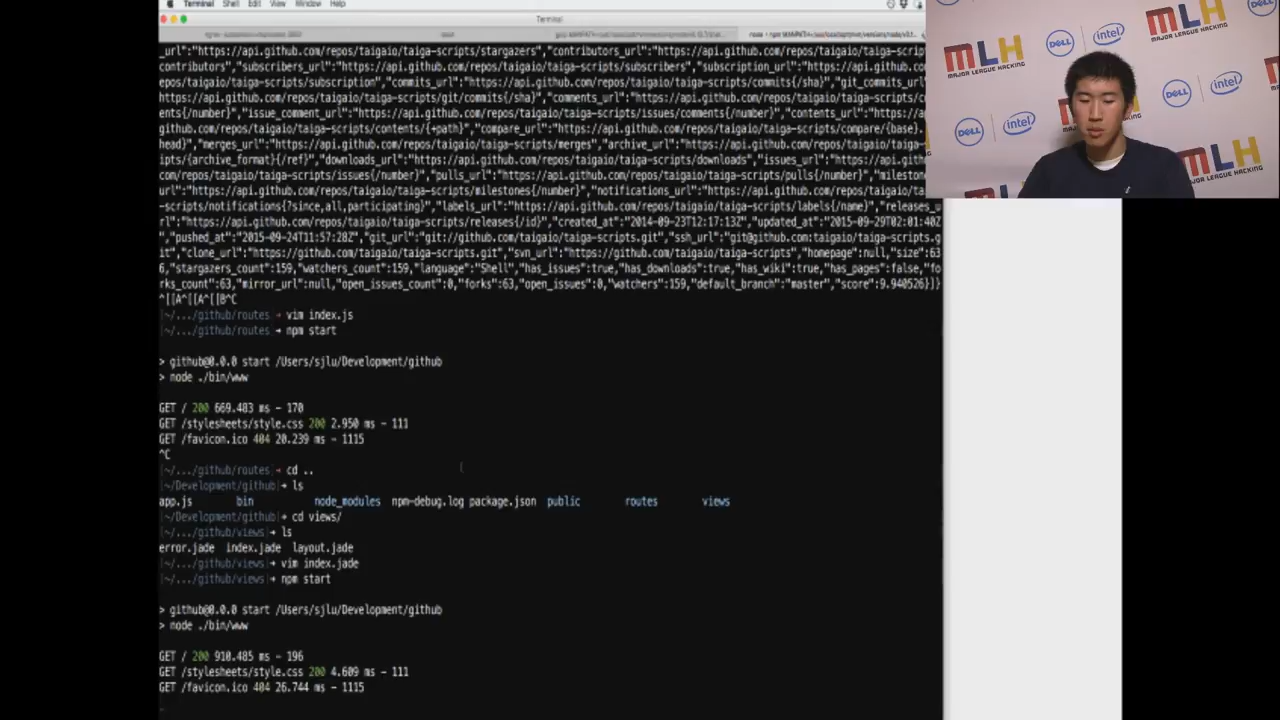 Terminal Shell Edit View Window Help
Terminal
_url":"https://api.github.com/repos/taigaio/taiga-scripts/stargazers","contributors_url":"https://api.github.com/repos/taigaio/taiga-scripts/
contributors","subscribers_url":"https://api.github.com/repos/taigaio/taiga-scripts/subscribers","subscription_url":"https://api.github.com/r
epos/taigaio/taiga-scripts/subscription","commits_url":"https://api.github.com/repos/taigaio/taiga-scripts/commits{/sha}","git_commits_url":"
https://api.github.com/repos/taigaio/taiga-scripts/git/commits{/sha}","comments_url":"https://api.github.com/repos/taigaio/taiga-scripts/comm
ents{/number}","issue_comment_url":"https://api.github.com/repos/taigaio/taiga-scripts/issues/comments{/number}","contents_url":"https://api.
github.com/repos/taigaio/taiga-scripts/contents/{+path}","compare_url":"https://api.github.com/repos/taigaio/taiga-scripts/compare/{base}...{
head}","merges_url":"https://api.github.com/repos/taigaio/taiga-scripts/merges","archive_url":"https://api.github.com/repos/taigaio/taiga-scr
ipts/{archive_format}{/ref}","downloads_url":"https://api.github.com/repos/taigaio/taiga-scripts/downloads","issues_url":"https://api.github.
com/repos/taigaio/taiga-scripts/issues{/number}","pulls_url":"https://api.github.com/repos/taigaio/taiga-scripts/pulls{/number}","milestones
_url":"https://api.github.com/repos/taigaio/taiga-scripts/milestones{/number}","notifications_url":"https://api.github.com/repos/taigaio/taig
a-scripts/notifications{?since,all,participating}","labels_url":"https://api.github.com/repos/taigaio/taiga-scripts/labels{/name}","releases_
url":"https://api.github.com/repos/taigaio/taiga-scripts/releases{/id}","created_at":"2014-09-23T12:17:13Z","updated_at":"2015-09-29T02:01:40Z
","pushed_at":"2015-09-24T11:57:28Z","git_url":"git://github.com/taigaio/taiga-scripts.git","ssh_url":"git@github.com:taigaio/taiga-scripts.g
it","clone_url":"https://github.com/taigaio/taiga-scripts.git","svn_url":"https://github.com/taigaio/taiga-scripts","homepage":null,"size":63
","stargazers_count":159,"watchers_count":159,"language":"Shell","has_issues":true,"has_downloads":true,"has_wiki":true,"has_pages":false,"fo
rks_count":63,"mirror_url":null,"open_issues_count":0,"forks":63,"open_issues":0,"watchers":159,"default_branch":"master","score":9.940526}]}
^[[A^[[A^[[B^C
[~/.../github/routes]→ vim index.js
[~/.../github/routes]→ npm start
> github@0.0.0 start /Users/sjlu/Development/github
> node ./bin/www
GET / 200 669.483 ms - 170
GET /stylesheets/style.css 200 2.950 ms - 111
GET /favicon.ico 404 20.239 ms - 1115
^C
[~/.../github/routes]→ cd ..
[~/Development/github]→ ls
app.js bin node_modules npm-debug.log package.json public routes views
[~/Development/github]→ cd views/
[~/.../github/views]→ ls
error.jade index.jade layout.jade
[~/.../github/views]→ vim index.jade
[~/.../github/views]→ npm start
> github@0.0.0 start /Users/sjlu/Development/github
> node ./bin/www
GET / 200 910.485 ms - 196
GET /stylesheets/style.css 200 4.609 ms - 111
GET /favicon.ico 404 26.744 ms - 1115
MLH
MAJOR LEAGUE HACKING
DELL
intel
MLH
MAJOR LEAGUE HACKING
DELL
intel
DELL
intel
MLH
MAJOR LEAGUE HACKING